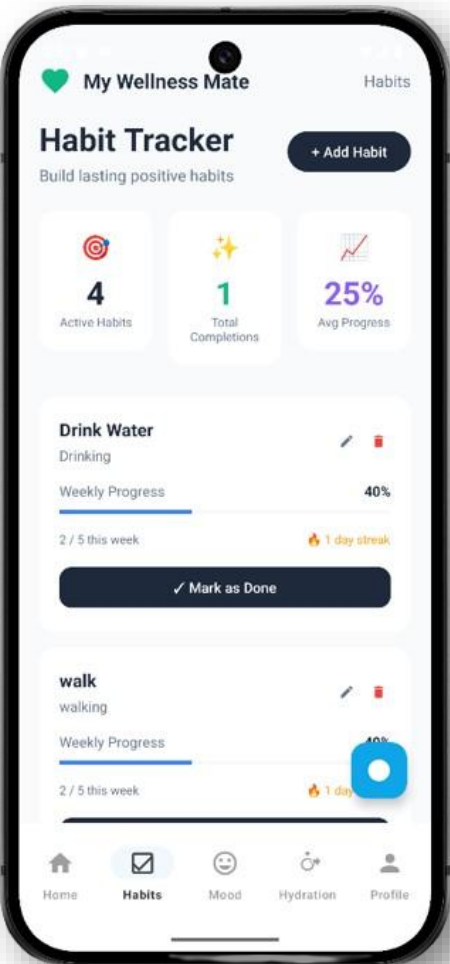 My Wellness Mate
Habits
Habit Tracker
+ Add Habit
Build lasting positive habits
4
Active Habits
1
Total
Completions
25%
Avg Progress
Drink Water
Drinking
Weekly Progress
40%
2 / 5 this week
🔥 1 day streak
✓ Mark as Done
walk
walking
Weekly Progress
40%
2 / 5 this week
🔥 1 day
Home
Habits
Mood
Hydration
Profile